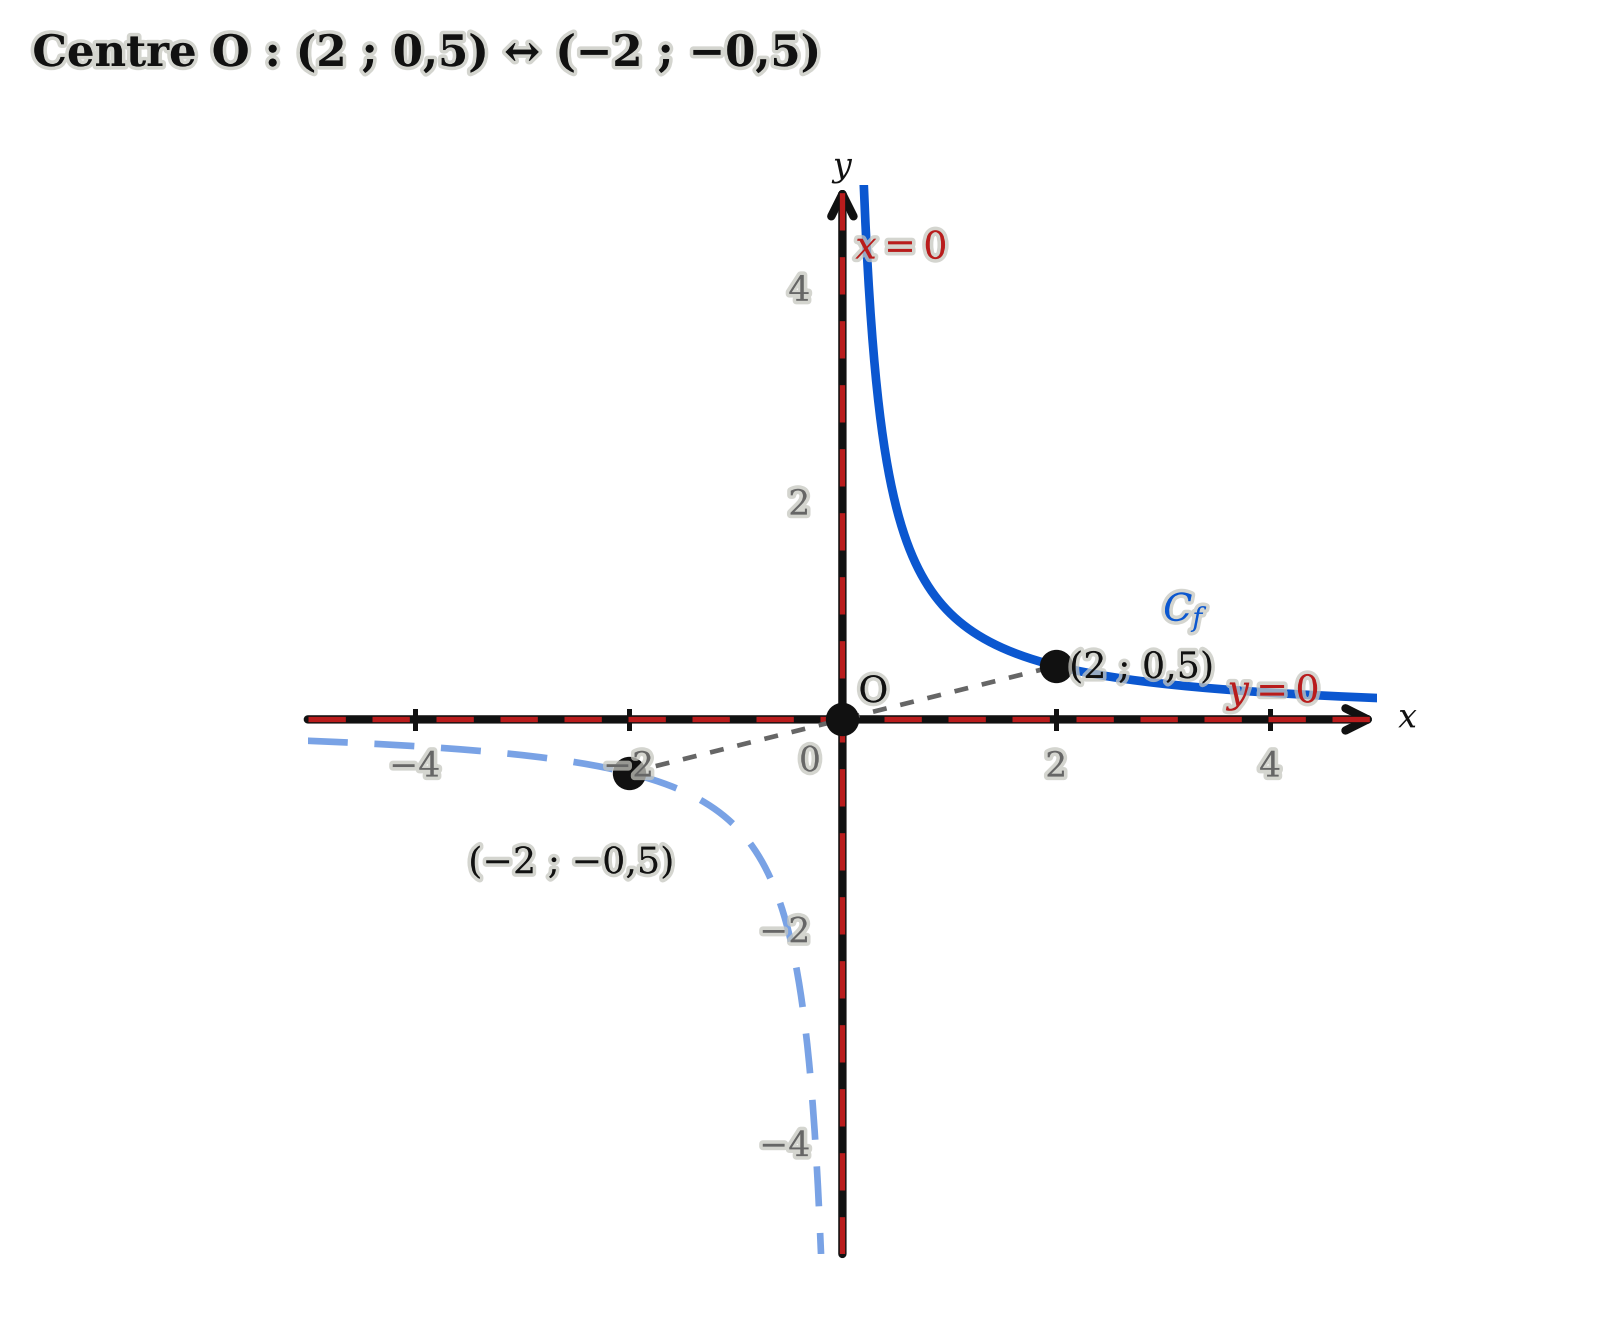 Centre O : (2 ; 0,5) ↔ (−2 ; −0,5)
y
x = 0
4
2
C_f
(2 ; 0,5)
y = 0
O
x
−4
−2
0
2
4
(−2 ; −0,5)
−2
−4